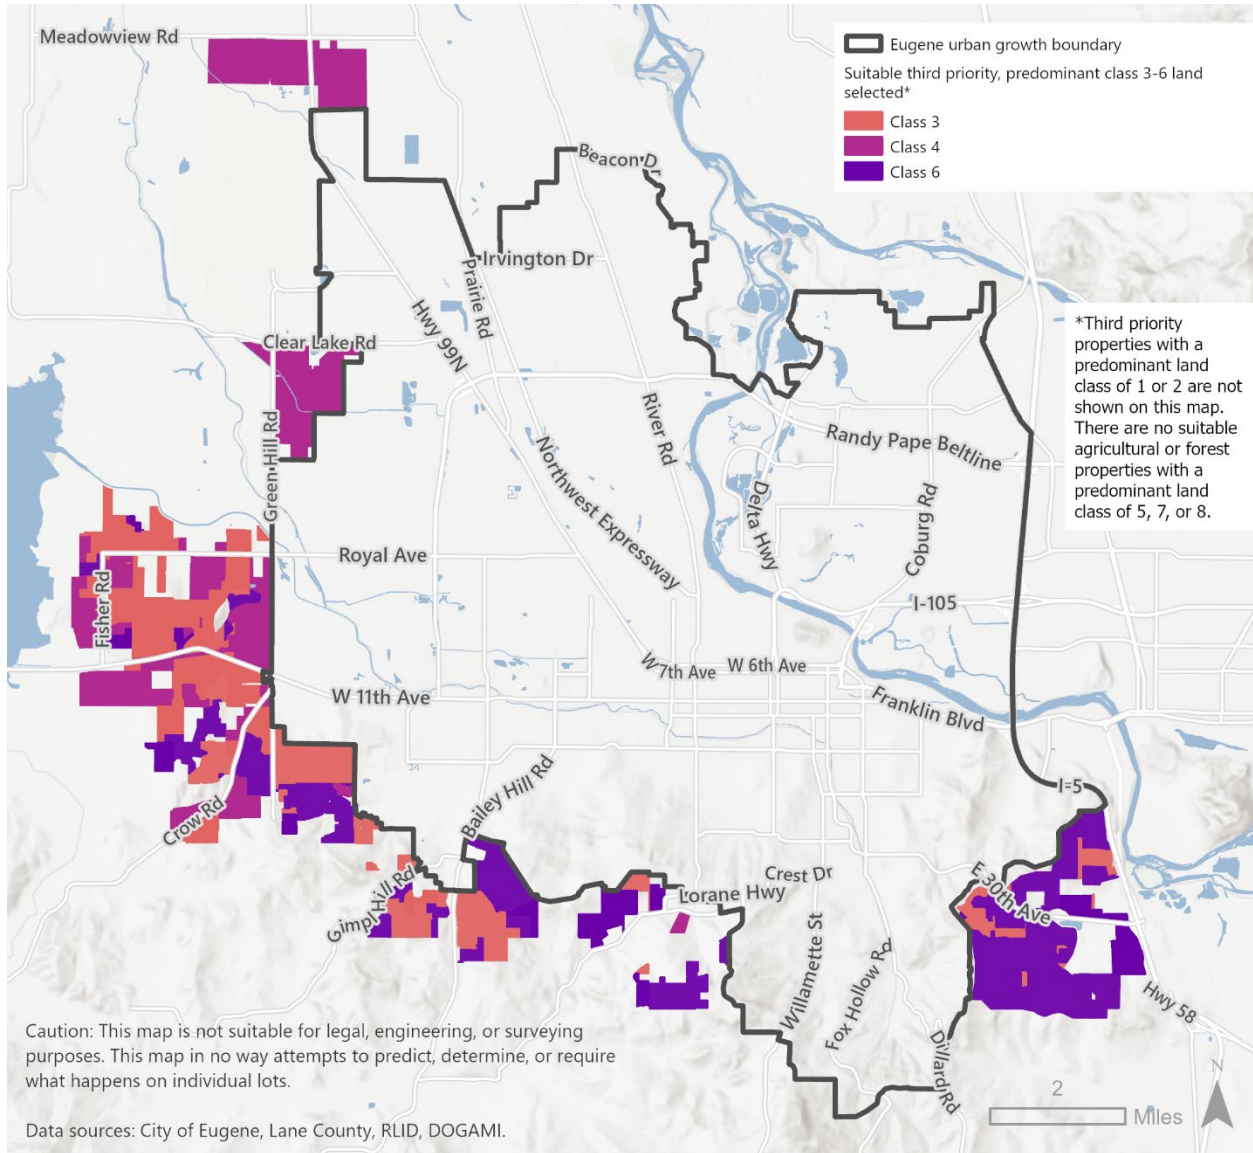 Meadowview Rd
Eugene urban growth boundary
Suitable third priority, predominant class 3-6 land
selected*
Class 3
Class 4
Class 6
Beacon Dr
Irvington Dr
Prairie Rd
Hwy 99N
Clear Lake Rd
*Third priority
properties with a
predominant land
class of 1 or 2 are not
shown on this map.
There are no suitable
agricultural or forest
properties with a
predominant land
class of 5, 7, or 8.
Green Hill Rd
River Rd
Randy Pape Beltline
Northwest Expressway
Delta Hwy
Coburg Rd
Royal Ave
Fisher Rd
I-105
W 7th Ave
W 6th Ave
W 11th Ave
Franklin Blvd
I-5
Bailey Hill Rd
Crow Rd
Crest Dr
Lorane Hwy
E 30th Ave
Gimpl Hill Rd
Willamette St
Fox Hollow Rd
Hwy 58
Dillard Rd
Caution: This map is not suitable for legal, engineering, or surveying
purposes. This map in no way attempts to predict, determine, or require
what happens on individual lots.
N
2
Miles
Data sources: City of Eugene, Lane County, RLID, DOGAMI.